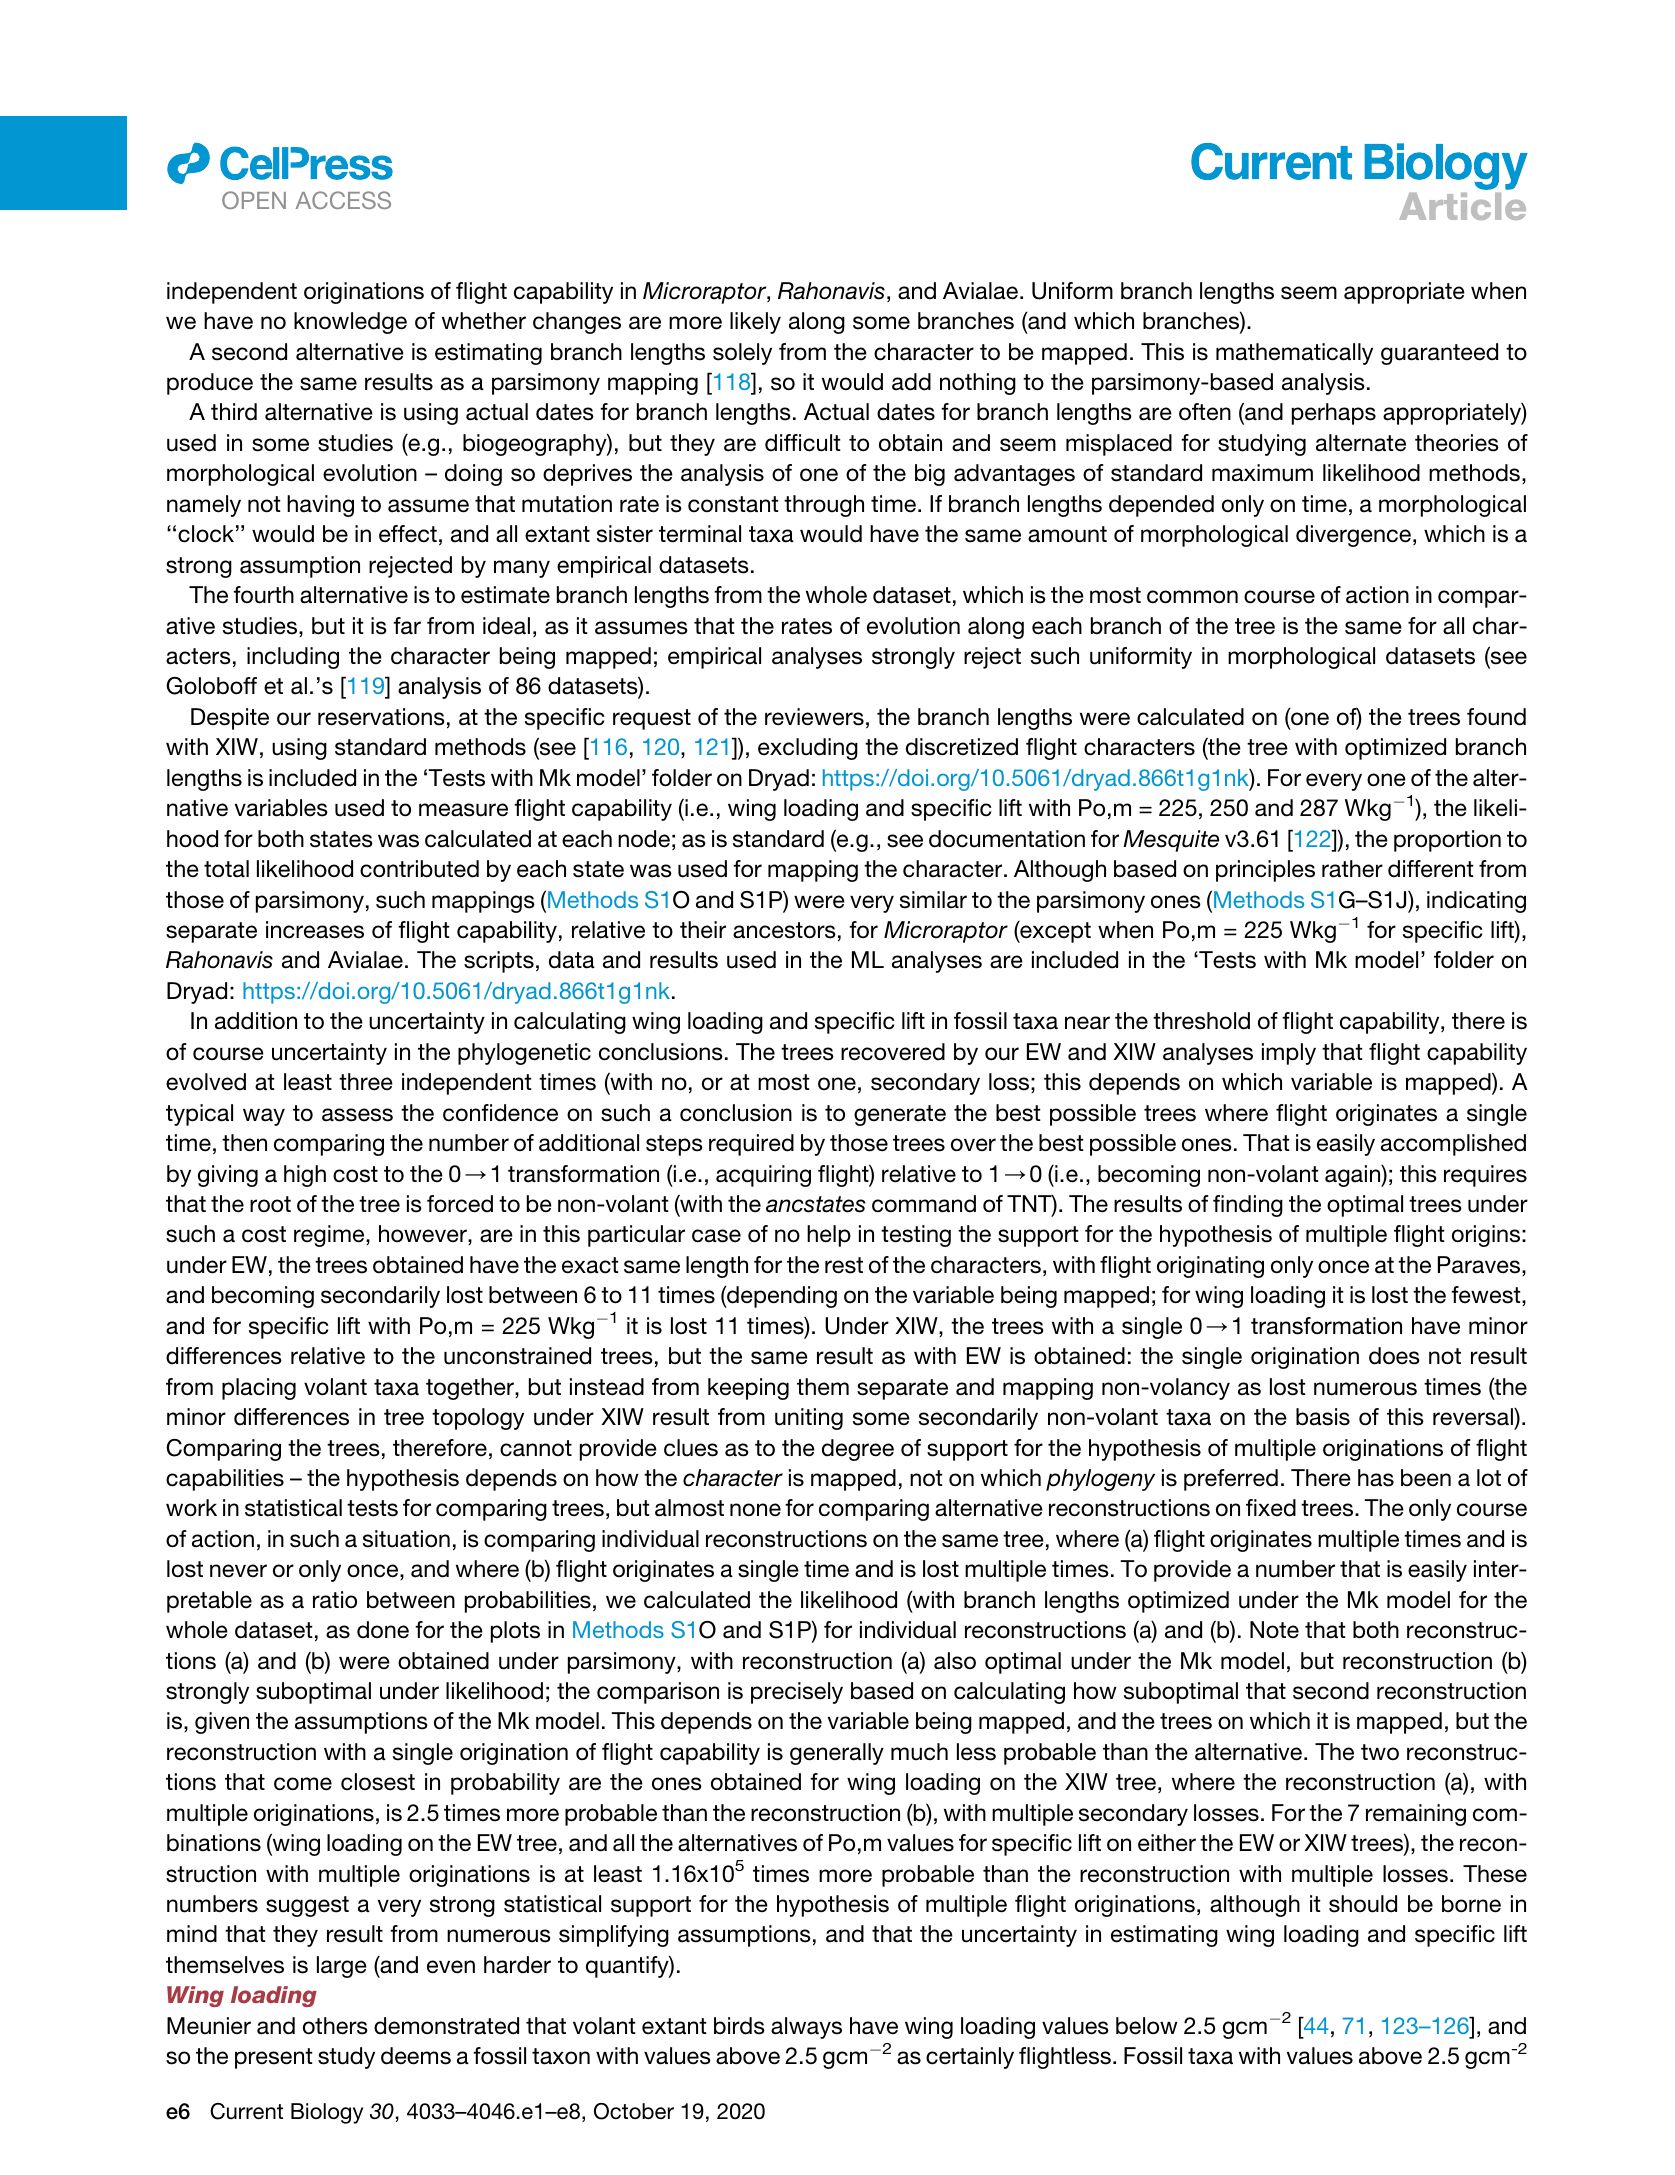 CellPress
OPEN ACCESS
Current Biology
Article
independent originations of flight capability in Microraptor, Rahonavis, and Avialae. Uniform branch lengths seem appropriate when
we have no knowledge of whether changes are more likely along some branches (and which branches).
A second alternative is estimating branch lengths solely from the character to be mapped. This is mathematically guaranteed to
produce the same results as a parsimony mapping [118], so it would add nothing to the parsimony-based analysis.
A third alternative is using actual dates for branch lengths. Actual dates for branch lengths are often (and perhaps appropriately)
used in some studies (e.g., biogeography), but they are difficult to obtain and seem misplaced for studying alternate theories of
morphological evolution – doing so deprives the analysis of one of the big advantages of standard maximum likelihood methods,
namely not having to assume that mutation rate is constant through time. If branch lengths depended only on time, a morphological
‘‘clock’’ would be in effect, and all extant sister terminal taxa would have the same amount of morphological divergence, which is a
strong assumption rejected by many empirical datasets.
The fourth alternative is to estimate branch lengths from the whole dataset, which is the most common course of action in compar-
ative studies, but it is far from ideal, as it assumes that the rates of evolution along each branch of the tree is the same for all char-
acters, including the character being mapped; empirical analyses strongly reject such uniformity in morphological datasets (see
Goloboff et al.’s [119] analysis of 86 datasets).
Despite our reservations, at the specific request of the reviewers, the branch lengths were calculated on (one of) the trees found
with XIW, using standard methods (see [116, 120, 121]), excluding the discretized flight characters (the tree with optimized branch
lengths is included in the ‘Tests with Mk model’ folder on Dryad: https://doi.org/10.5061/dryad.866t1g1nk). For every one of the alter-
native variables used to measure flight capability (i.e., wing loading and specific lift with Po,m = 225, 250 and 287 Wkg⁻¹), the likeli-
hood for both states was calculated at each node; as is standard (e.g., see documentation for Mesquite v3.61 [122]), the proportion to
the total likelihood contributed by each state was used for mapping the character. Although based on principles rather different from
those of parsimony, such mappings (Methods S1O and S1P) were very similar to the parsimony ones (Methods S1G–S1J), indicating
separate increases of flight capability, relative to their ancestors, for Microraptor (except when Po,m = 225 Wkg⁻¹ for specific lift),
Rahonavis and Avialae. The scripts, data and results used in the ML analyses are included in the ‘Tests with Mk model’ folder on
Dryad: https://doi.org/10.5061/dryad.866t1g1nk.
In addition to the uncertainty in calculating wing loading and specific lift in fossil taxa near the threshold of flight capability, there is
of course uncertainty in the phylogenetic conclusions. The trees recovered by our EW and XIW analyses imply that flight capability
evolved at least three independent times (with no, or at most one, secondary loss; this depends on which variable is mapped). A
typical way to assess the confidence on such a conclusion is to generate the best possible trees where flight originates a single
time, then comparing the number of additional steps required by those trees over the best possible ones. That is easily accomplished
by giving a high cost to the 0→1 transformation (i.e., acquiring flight) relative to 1→0 (i.e., becoming non-volant again); this requires
that the root of the tree is forced to be non-volant (with the ancstates command of TNT). The results of finding the optimal trees under
such a cost regime, however, are in this particular case of no help in testing the support for the hypothesis of multiple flight origins:
under EW, the trees obtained have the exact same length for the rest of the characters, with flight originating only once at the Paraves,
and becoming secondarily lost between 6 to 11 times (depending on the variable being mapped; for wing loading it is lost the fewest,
and for specific lift with Po,m = 225 Wkg⁻¹ it is lost 11 times). Under XIW, the trees with a single 0→1 transformation have minor
differences relative to the unconstrained trees, but the same result as with EW is obtained: the single origination does not result
from placing volant taxa together, but instead from keeping them separate and mapping non-volancy as lost numerous times (the
minor differences in tree topology under XIW result from uniting some secondarily non-volant taxa on the basis of this reversal).
Comparing the trees, therefore, cannot provide clues as to the degree of support for the hypothesis of multiple originations of flight
capabilities – the hypothesis depends on how the character is mapped, not on which phylogeny is preferred. There has been a lot of
work in statistical tests for comparing trees, but almost none for comparing alternative reconstructions on fixed trees. The only course
of action, in such a situation, is comparing individual reconstructions on the same tree, where (a) flight originates multiple times and is
lost never or only once, and where (b) flight originates a single time and is lost multiple times. To provide a number that is easily inter-
pretable as a ratio between probabilities, we calculated the likelihood (with branch lengths optimized under the Mk model for the
whole dataset, as done for the plots in Methods S1O and S1P) for individual reconstructions (a) and (b). Note that both reconstruc-
tions (a) and (b) were obtained under parsimony, with reconstruction (a) also optimal under the Mk model, but reconstruction (b)
strongly suboptimal under likelihood; the comparison is precisely based on calculating how suboptimal that second reconstruction
is, given the assumptions of the Mk model. This depends on the variable being mapped, and the trees on which it is mapped, but the
reconstruction with a single origination of flight capability is generally much less probable than the alternative. The two reconstruc-
tions that come closest in probability are the ones obtained for wing loading on the XIW tree, where the reconstruction (a), with
multiple originations, is 2.5 times more probable than the reconstruction (b), with multiple secondary losses. For the 7 remaining com-
binations (wing loading on the EW tree, and all the alternatives of Po,m values for specific lift on either the EW or XIW trees), the recon-
struction with multiple originations is at least 1.16x10⁵ times more probable than the reconstruction with multiple losses. These
numbers suggest a very strong statistical support for the hypothesis of multiple flight originations, although it should be borne in
mind that they result from numerous simplifying assumptions, and that the uncertainty in estimating wing loading and specific lift
themselves is large (and even harder to quantify).
Wing loading
Meunier and others demonstrated that volant extant birds always have wing loading values below 2.5 gcm⁻² [44, 71, 123–126], and
so the present study deems a fossil taxon with values above 2.5 gcm⁻² as certainly flightless. Fossil taxa with values above 2.5 gcm⁻²
e6 Current Biology 30, 4033–4046.e1–e8, October 19, 2020